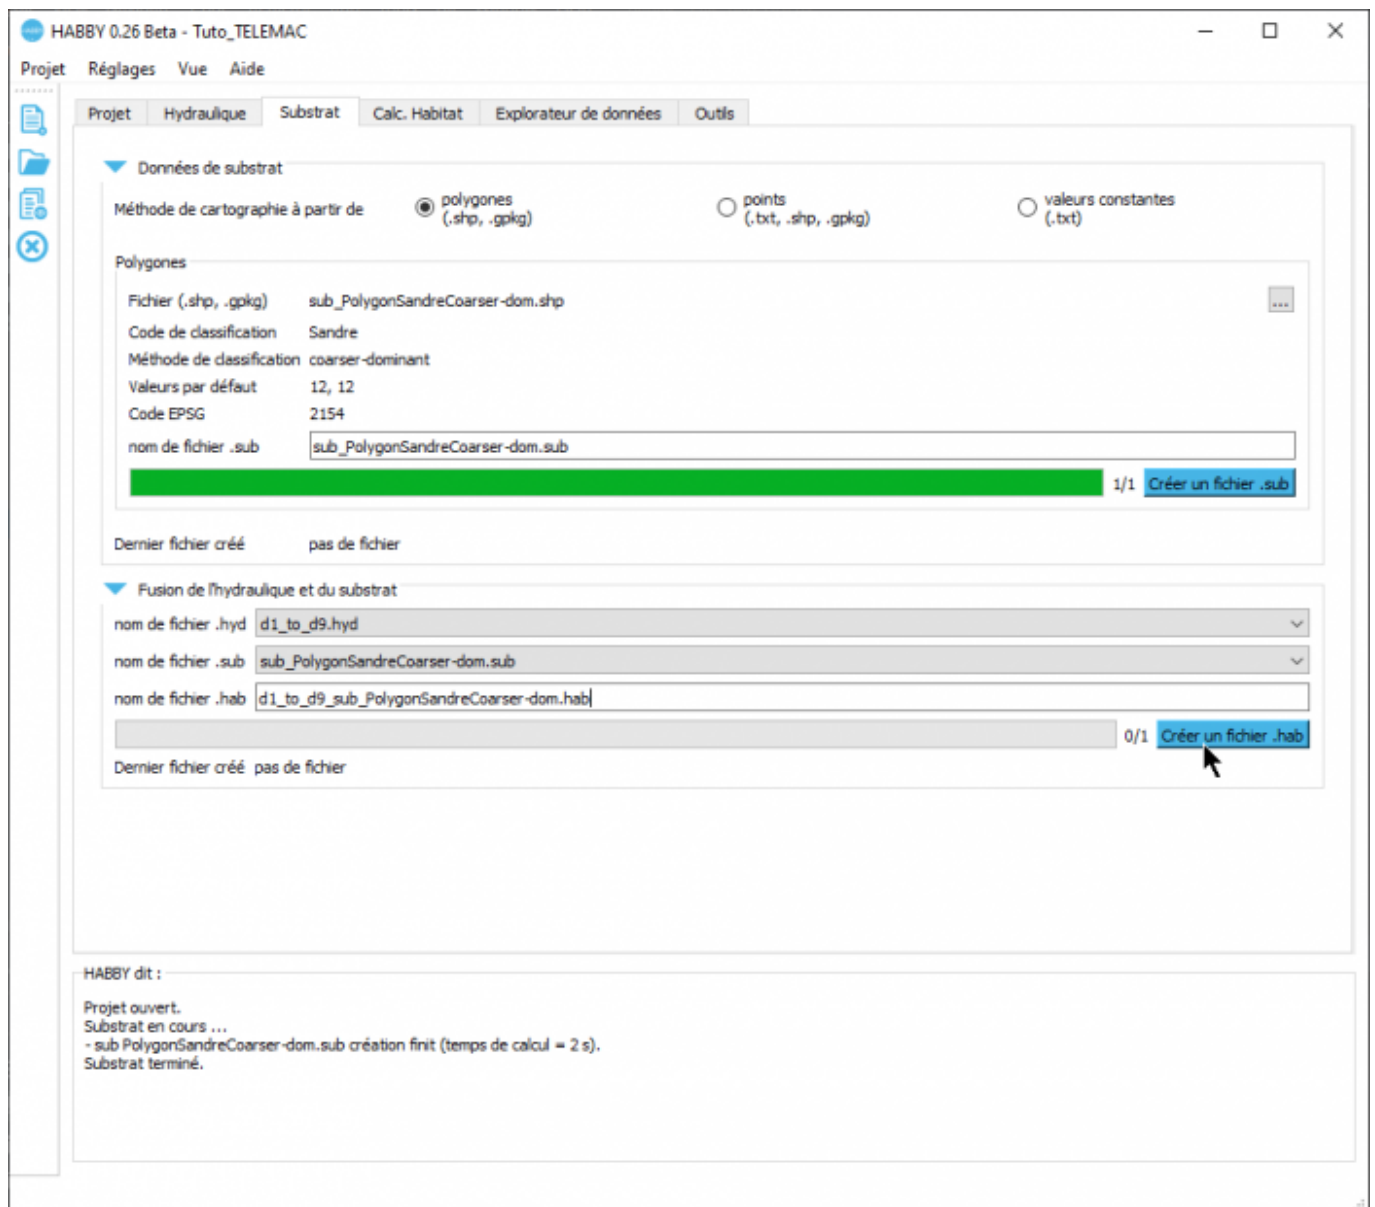 HABBY 0.26 Beta - Tuto_TELEMAC
Projet Réglages Vue Aide
Projet Hydraulique Substrat Calc. Habitat Explorateur de données Outils
Données de substrat
Méthode de cartographie à partir de
polygones
(.shp, .gpkg)
points
(.txt, .shp, .gpkg)
valeurs constantes
(.txt)
Polygones
Fichier (.shp, .gpkg) sub_PolygonSandreCoarser-dom.shp ...
Code de classification Sandre
Méthode de classification coarser-dominant
Valeurs par défaut 12, 12
Code EPSG 2154
nom de fichier .sub sub_PolygonSandreCoarser-dom.sub
1/1 Créer un fichier .sub
Dernier fichier créé pas de fichier
Fusion de l'hydraulique et du substrat
nom de fichier .hyd d1_to_d9.hyd
nom de fichier .sub sub_PolygonSandreCoarser-dom.sub
nom de fichier .hab d1_to_d9_sub_PolygonSandreCoarser-dom.hab
0/1 Créer un fichier .hab
Dernier fichier créé pas de fichier
HABBY dit :
Projet ouvert.
Substrat en cours ...
- sub PolygonSandreCoarser-dom.sub création finit (temps de calcul = 2 s).
Substrat terminé.